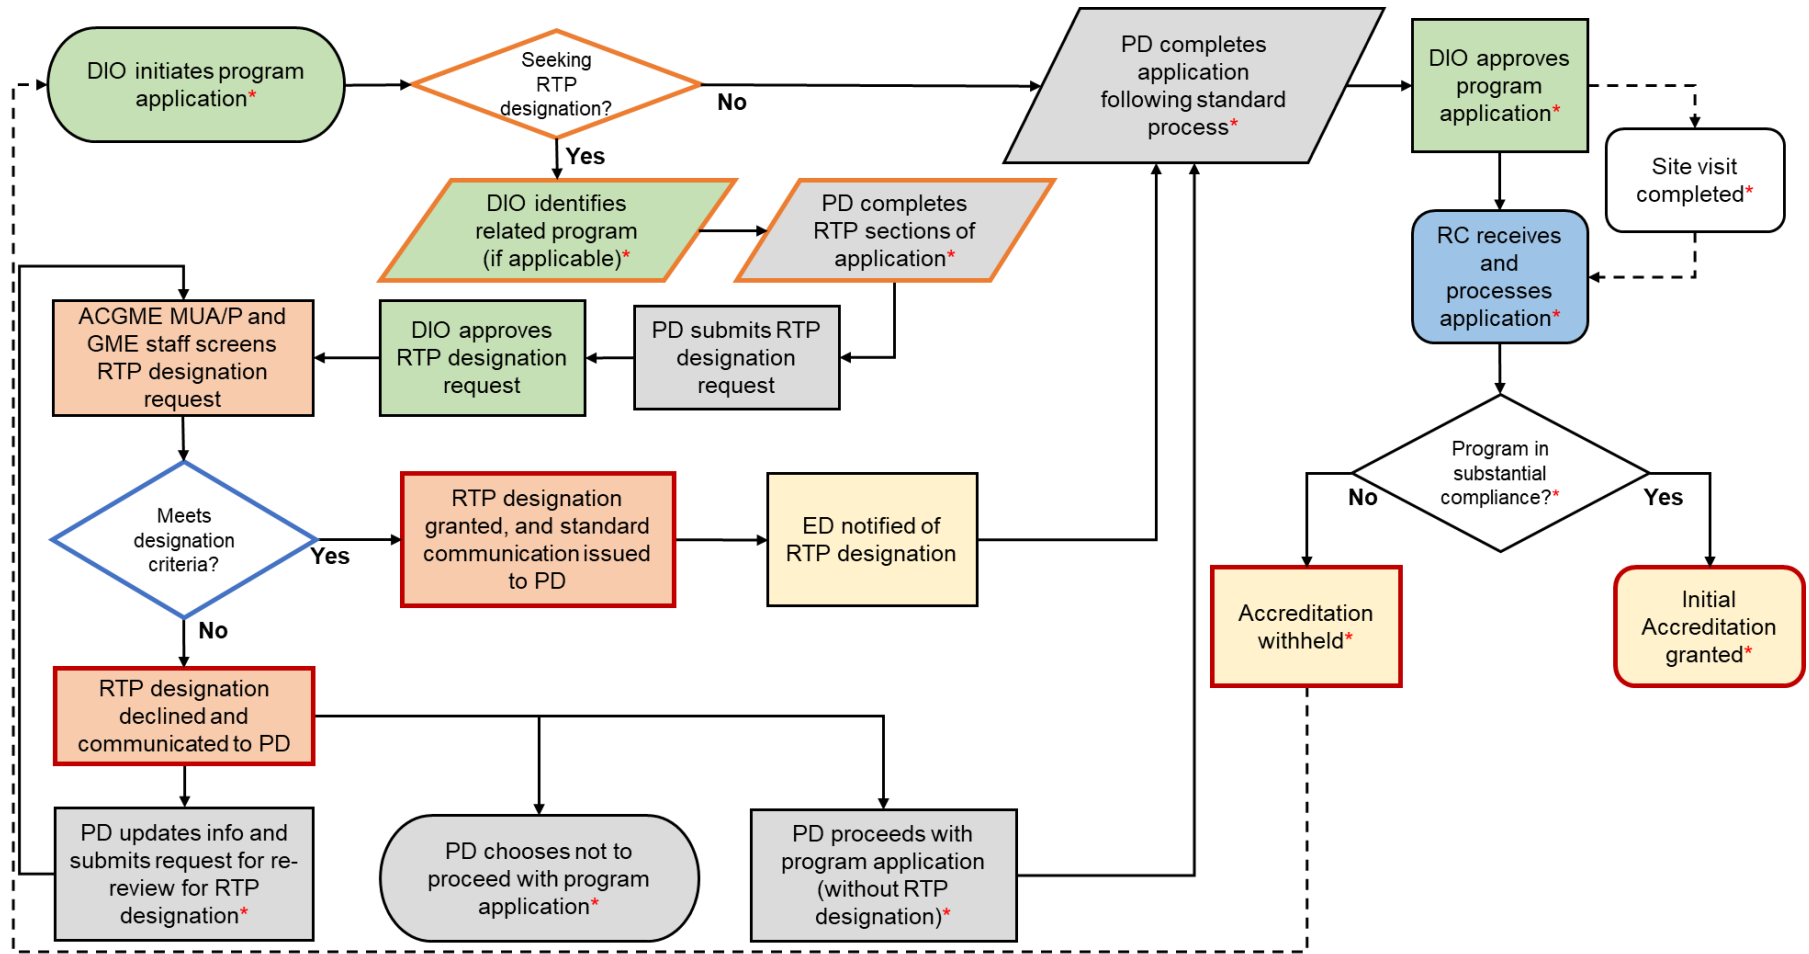 DIO initiates program
application*
Seeking
RTP
designation?
No
Yes
PD completes
application
following standard
process*
DIO approves
program
application*
Site visit
completed*
DIO identifies
related program
(if applicable)*
PD completes
RTP sections of
application*
RC receives
and
processes
application*
ACGME MUA/P and
GME staff screens
RTP designation
request
DIO approves
RTP designation
request
PD submits RTP
designation
request
Program in
substantial
compliance?*
No
Yes
Meets
designation
criteria?
Yes
No
RTP designation
granted, and standard
communication issued
to PD
ED notified of
RTP designation
Accreditation
withheld*
Initial
Accreditation
granted*
RTP designation
declined and
communicated to PD
PD updates info and
submits request for re-
review for RTP
designation*
PD chooses not to
proceed with program
application*
PD proceeds with
program application
(without RTP
designation)*